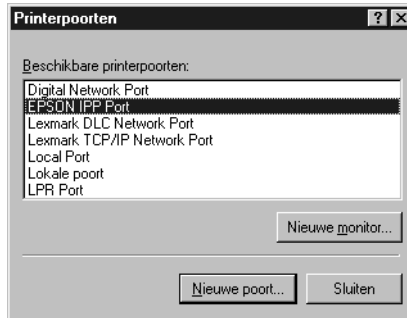 Printerpoorten
Beschikbare printerpoorten:
Digital Network Port
EPSON IPP Port
Lexmark DLC Network Port
Lexmark TCP/IP Network Port
Local Port
Lokale poort
LPR Port
Nieuwe monitor...
Nieuwe poort...
Sluiten